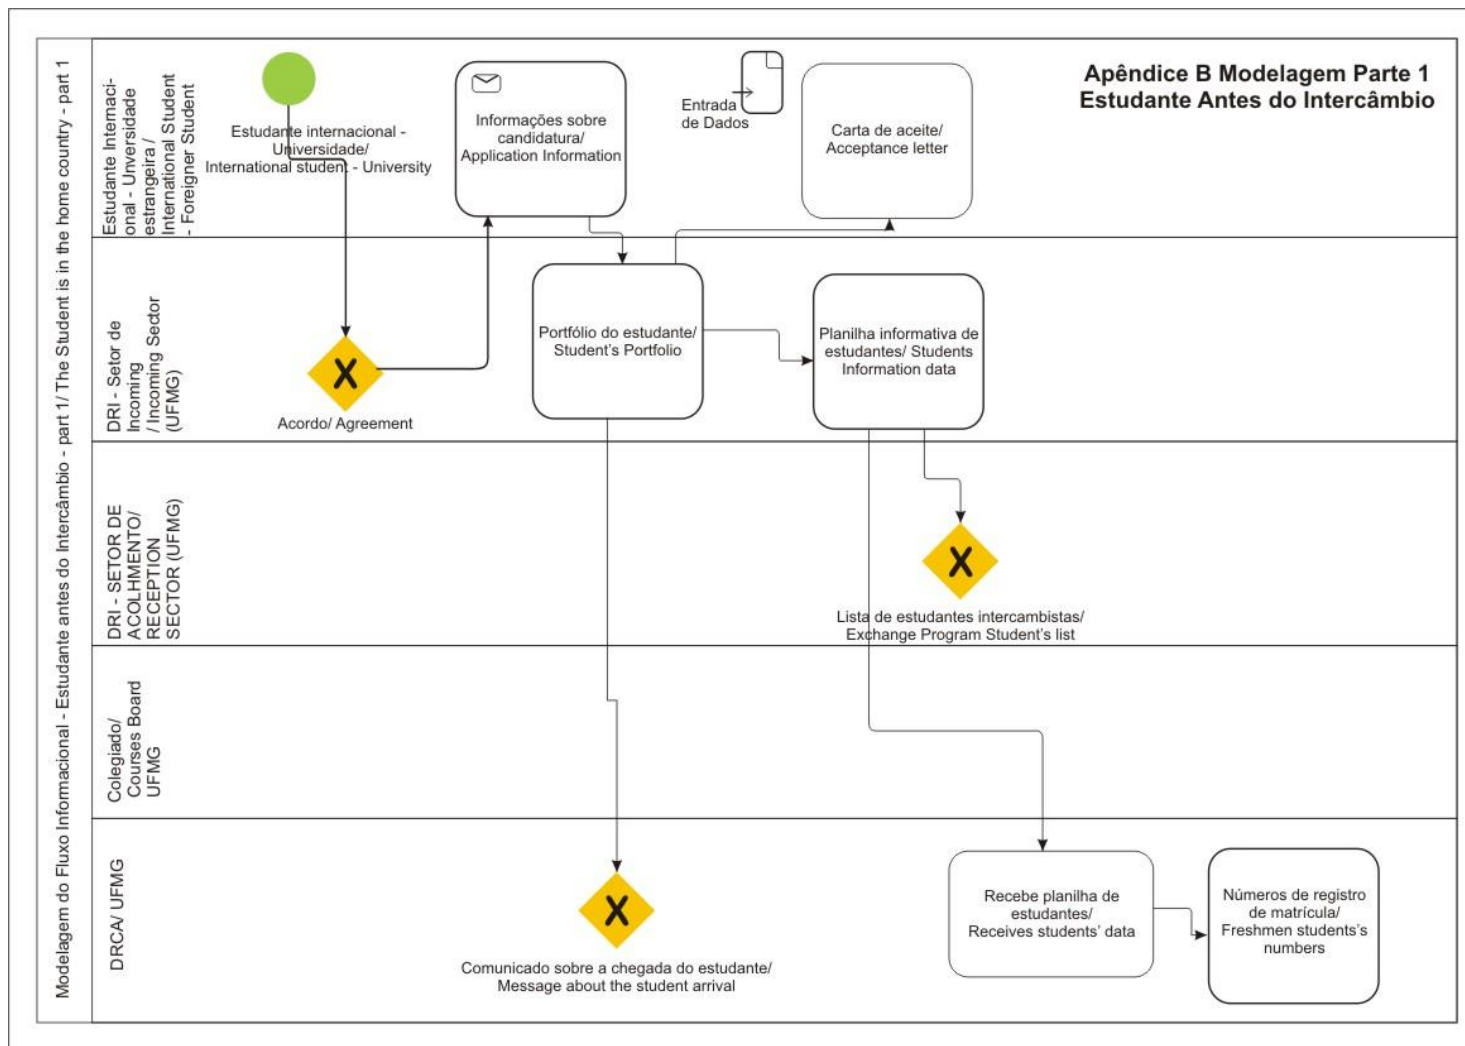 Modelagem do Fluxo Informacional - Estudante antes do Intercâmbio - part 1/ The Student is in the home country - part 1
Estudante Internaci-
onal - Unversidade
estrangeira /
International Student
- Foreigner Student
Estudante internacional -
Universidade/
International student - University
Informações sobre
candidatura/
Application Information
Entrada
de Dados
Carta de aceite/
Acceptance letter
Apêndice B Modelagem Parte 1
Estudante Antes do Intercâmbio
DRI - Setor de
Incoming
/ Incoming Sector
(UFMG)
X
Acordo/ Agreement
Portfólio do estudante/
Student's Portfolio
Planilha informativa de
estudantes/ Students
Information data
DRI - SETOR DE
ACOLHMENTO/
RECEPTION
SECTOR (UFMG)
X
Lista de estudantes intercambistas/
Exchange Program Student's list
Colegiado/
Courses Board
UFMG
DRCA/ UFMG
X
Comunicado sobre a chegada do estudante/
Message about the student arrival
Recebe planilha de
estudantes/
Receives students' data
Números de registro
de matrícula/
Freshmen students's
numbers